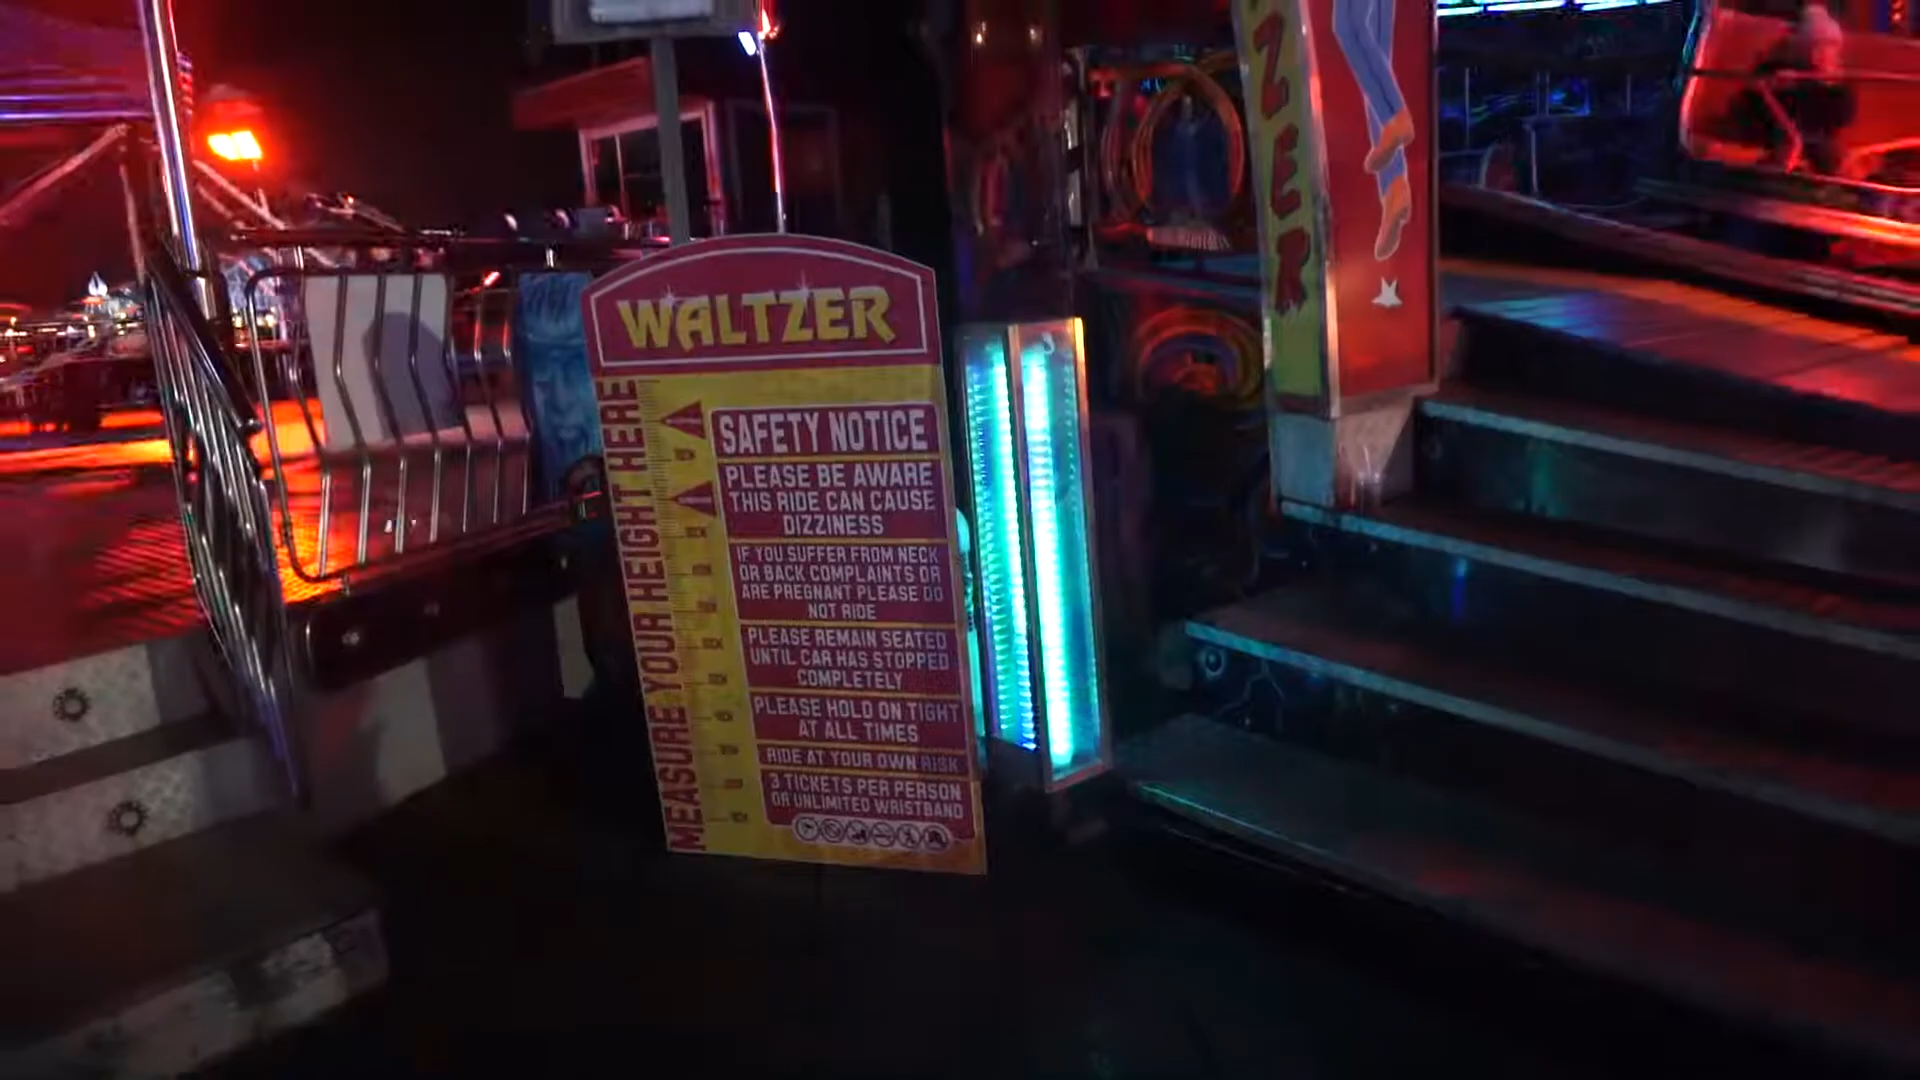 WALTZER
MEASURE YOUR HEIGHT HERE
SAFETY NOTICE
PLEASE BE AWARE
THIS RIDE CAN CAUSE
DIZZINESS
IF YOU SUFFER FROM NECK
OR BACK COMPLAINTS OR
ARE PREGNANT PLEASE DO
NOT RIDE
PLEASE REMAIN SEATED
UNTIL CAR HAS STOPPED
COMPLETELY
PLEASE HOLD ON TIGHT
AT ALL TIMES
RIDE AT YOUR OWN RISK
3 TICKETS PER PERSON
OR UNLIMITED WRISTBAND
ZER